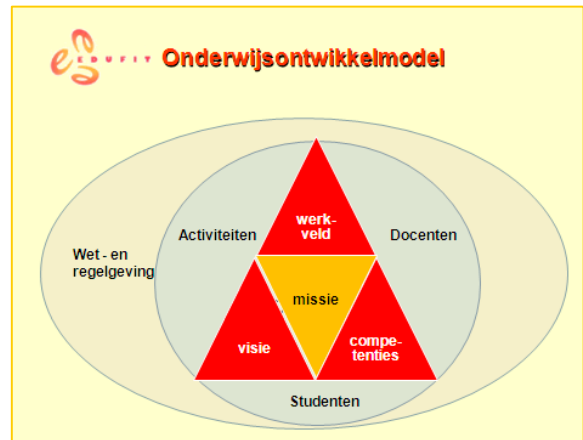 EDUFIT Onderwijsontwikkelmodel
werk-
veld
Activiteiten
Docenten
Wet - en
regelgeving
missie
visie
compe-
tenties
Studenten